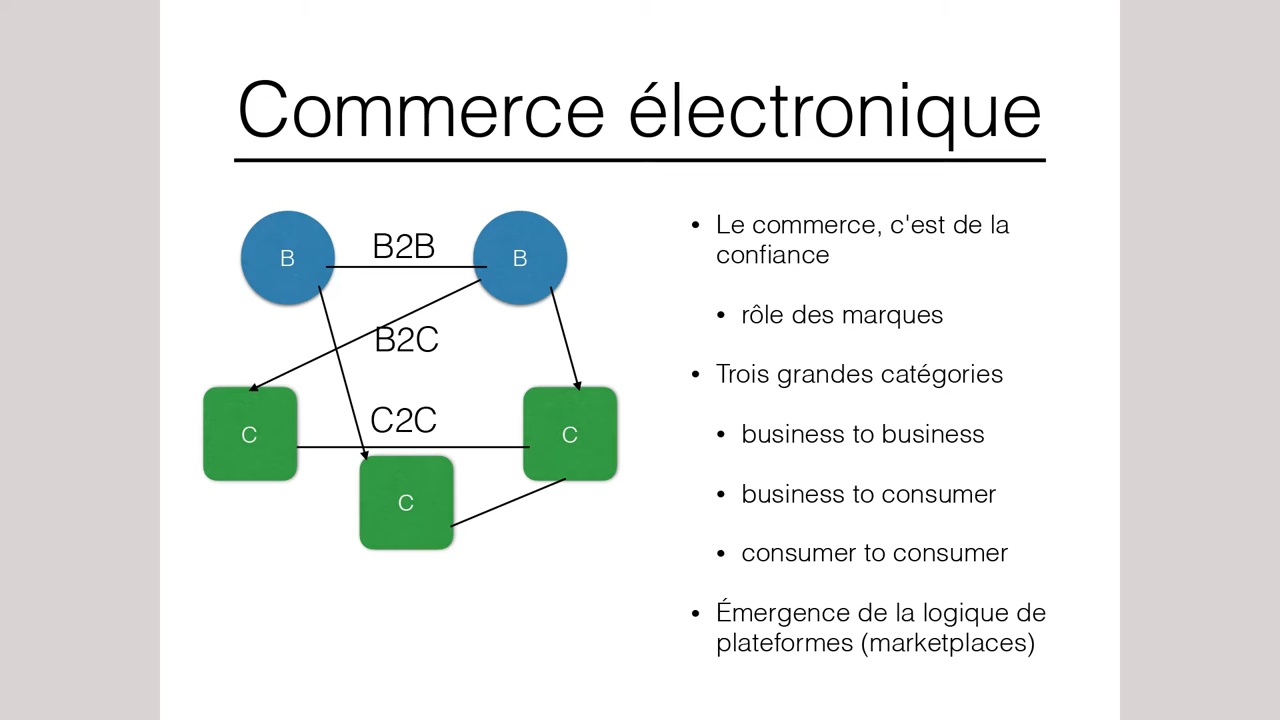 Commerce électronique
B
B2B
B
B2C
C
C2C
C
C
• Le commerce, c'est de la
confiance
• rôle des marques
• Trois grandes catégories
• business to business
• business to consumer
• consumer to consumer
• Émergence de la logique de
plateformes (marketplaces)